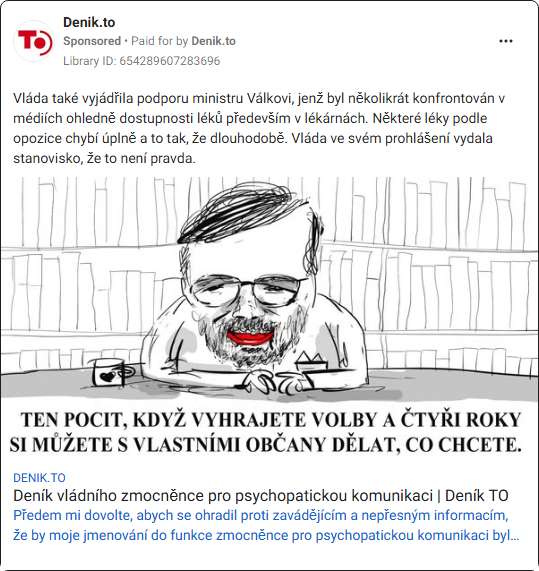 Denik.to
Sponsored • Paid for by Denik.to
Library ID: 654289607283696
TO
Vláda také vyjádřila podporu ministru Válkovi, jenž byl několikrát konfrontován v
médiích ohledně dostupnosti léků především v lékárnách. Některé léky podle
opozice chybí úplně a to tak, že dlouhodobě. Vláda ve svém prohlášení vydala
stanovisko, že to není pravda.
TEN POCIT, KDYŽ VYHRAJETE VOLBY A ČTYŘI ROKY
SI MŮŽETE S VLASTNÍMI OBČANY DĚLAT, CO CHCETE.
DENIK.TO
Deník vládního zmocněnce pro psychopatickou komunikaci | Deník TO
Předem mi dovolte, abych se ohradil proti zavádějícím a nepřesným informacím,
že by moje jmenování do funkce zmocněnce pro psychopatickou komunikaci byl...